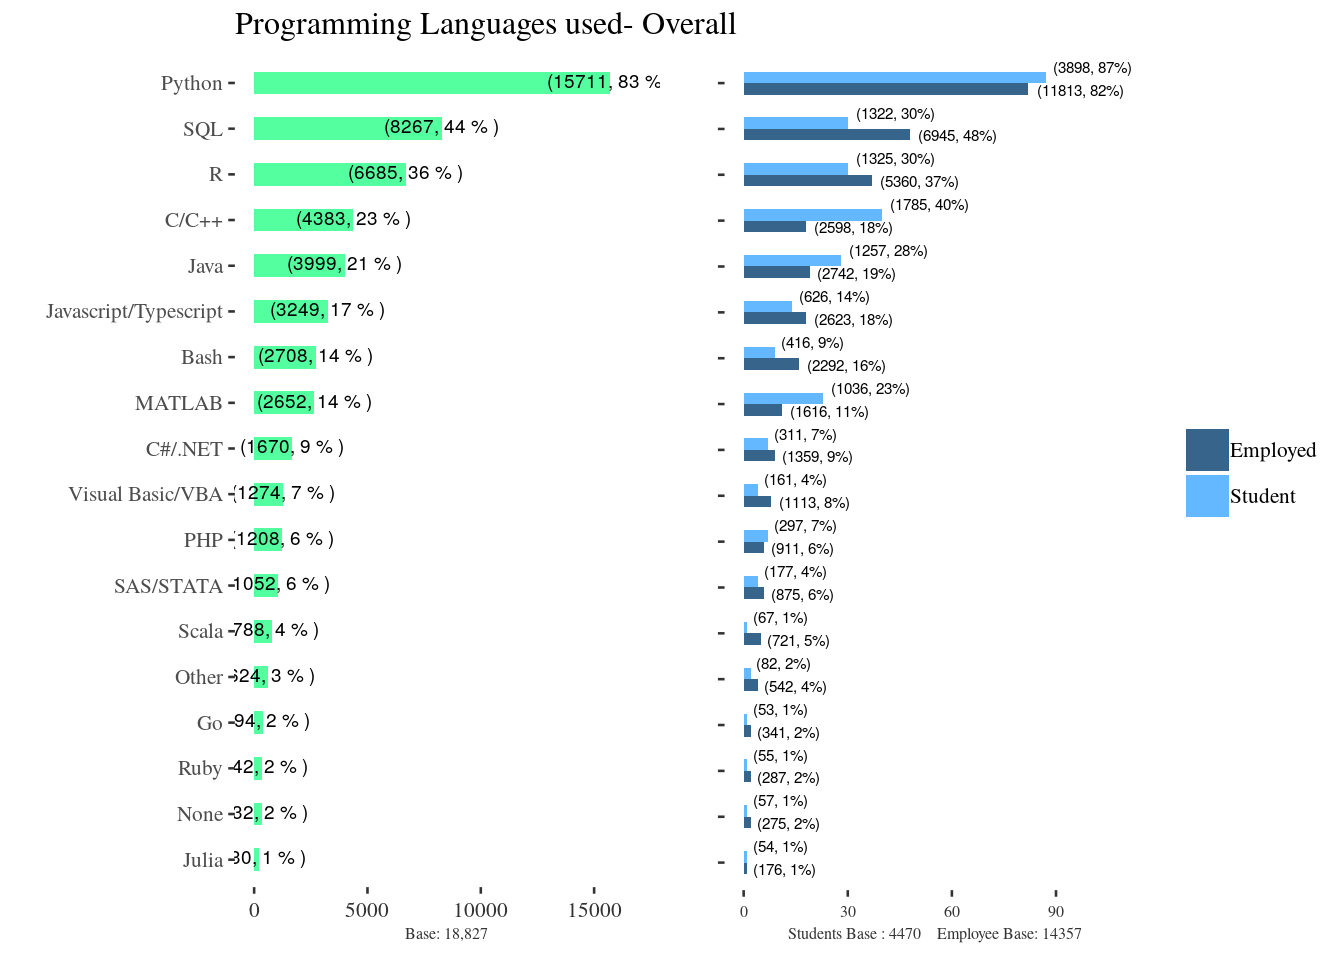 Programming Languages used- Overall
Python (15711, 83 % (3898, 87%)
(11813, 82%)
SQL (8267, 44 % ) (1322, 30%)
(6945, 48%)
R (6685, 36 % ) (1325, 30%)
(5360, 37%)
C/C++ (4383, 23 % ) (1785, 40%)
(2598, 18%)
Java (3999, 21 % ) (1257, 28%)
(2742, 19%)
Javascript/Typescript (3249, 17 % ) (626, 14%)
(2623, 18%)
Bash (2708, 14 % ) (416, 9%)
(2292, 16%)
MATLAB (2652, 14 % ) (1036, 23%)
(1616, 11%)
C#/.NET (1670, 9 % ) (311, 7%)
(1359, 9%)
Visual Basic/VBA (1274, 7 % ) (161, 4%)
(1113, 8%)
PHP (1208, 6 % ) (297, 7%)
(911, 6%)
SAS/STATA 1052, 6 % ) (177, 4%)
(875, 6%)
Scala 788, 4 % ) (67, 1%)
(721, 5%)
Other 624, 3 % ) (82, 2%)
(542, 4%)
Go 94, 2 % ) (53, 1%)
(341, 2%)
Ruby 42, 2 % ) (55, 1%)
(287, 2%)
None 32, 2 % ) (57, 1%)
(275, 2%)
Julia 30, 1 % ) (54, 1%)
(176, 1%)
0 5000 10000 15000
Base: 18,827
0 30 60 90
Students Base : 4470 Employee Base: 14357
Employed
Student